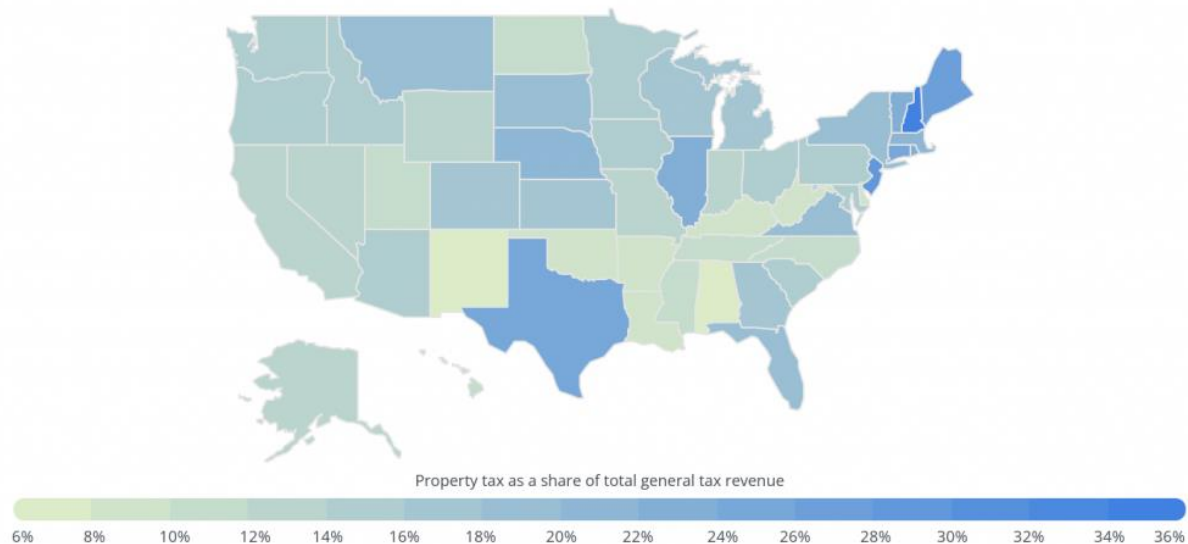 Property tax as a share of total general tax revenue
6% 8% 10% 12% 14% 16% 18% 20% 22% 24% 26% 28% 30% 32% 34% 36%